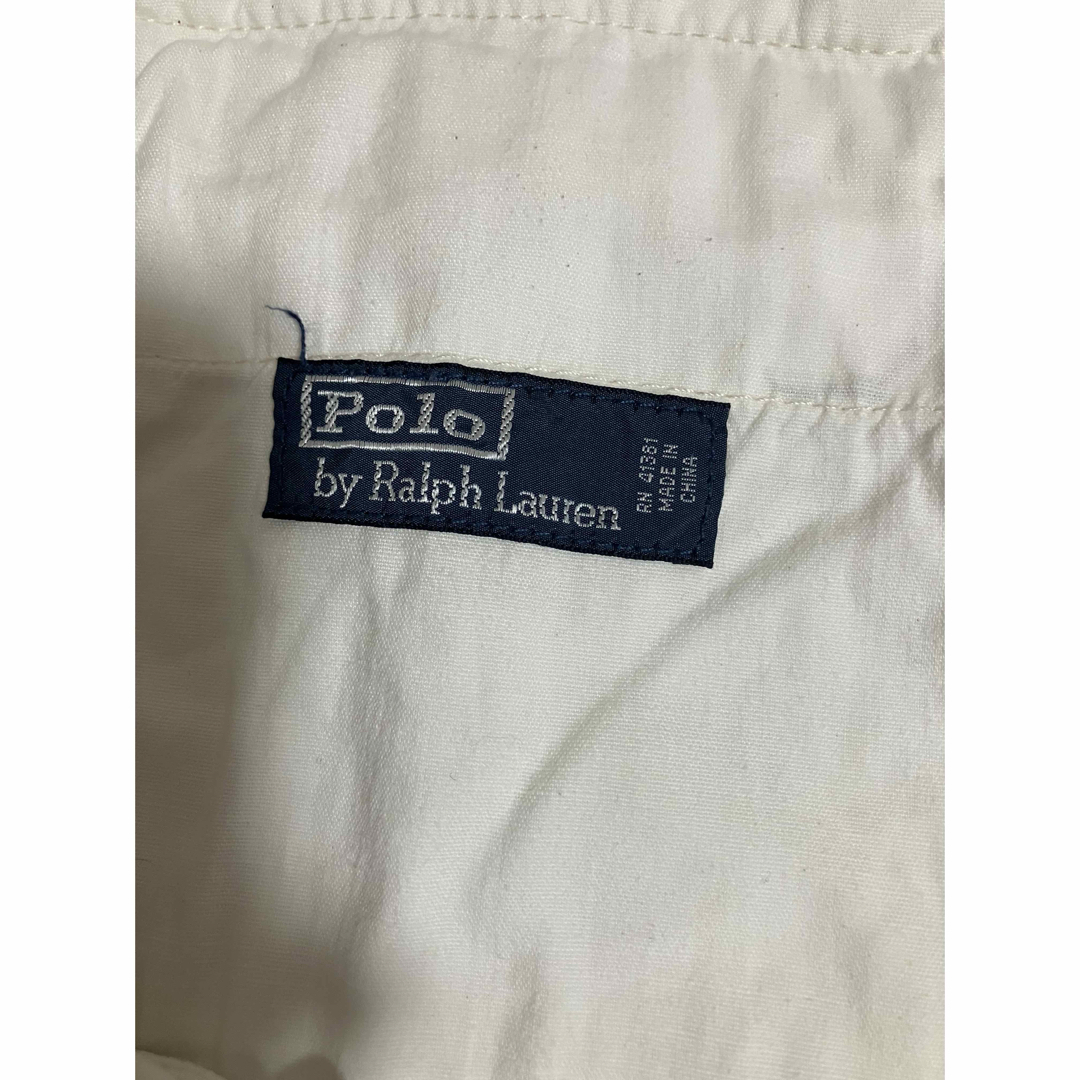 Polo
by Ralph Lauren
RN 41381
MADE IN
CHINA